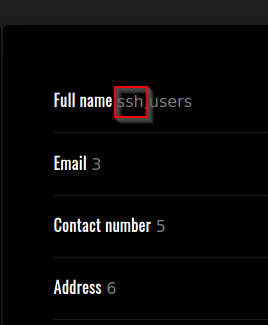 Full name ssh,users
Email 3
Contact number 5
Address 6